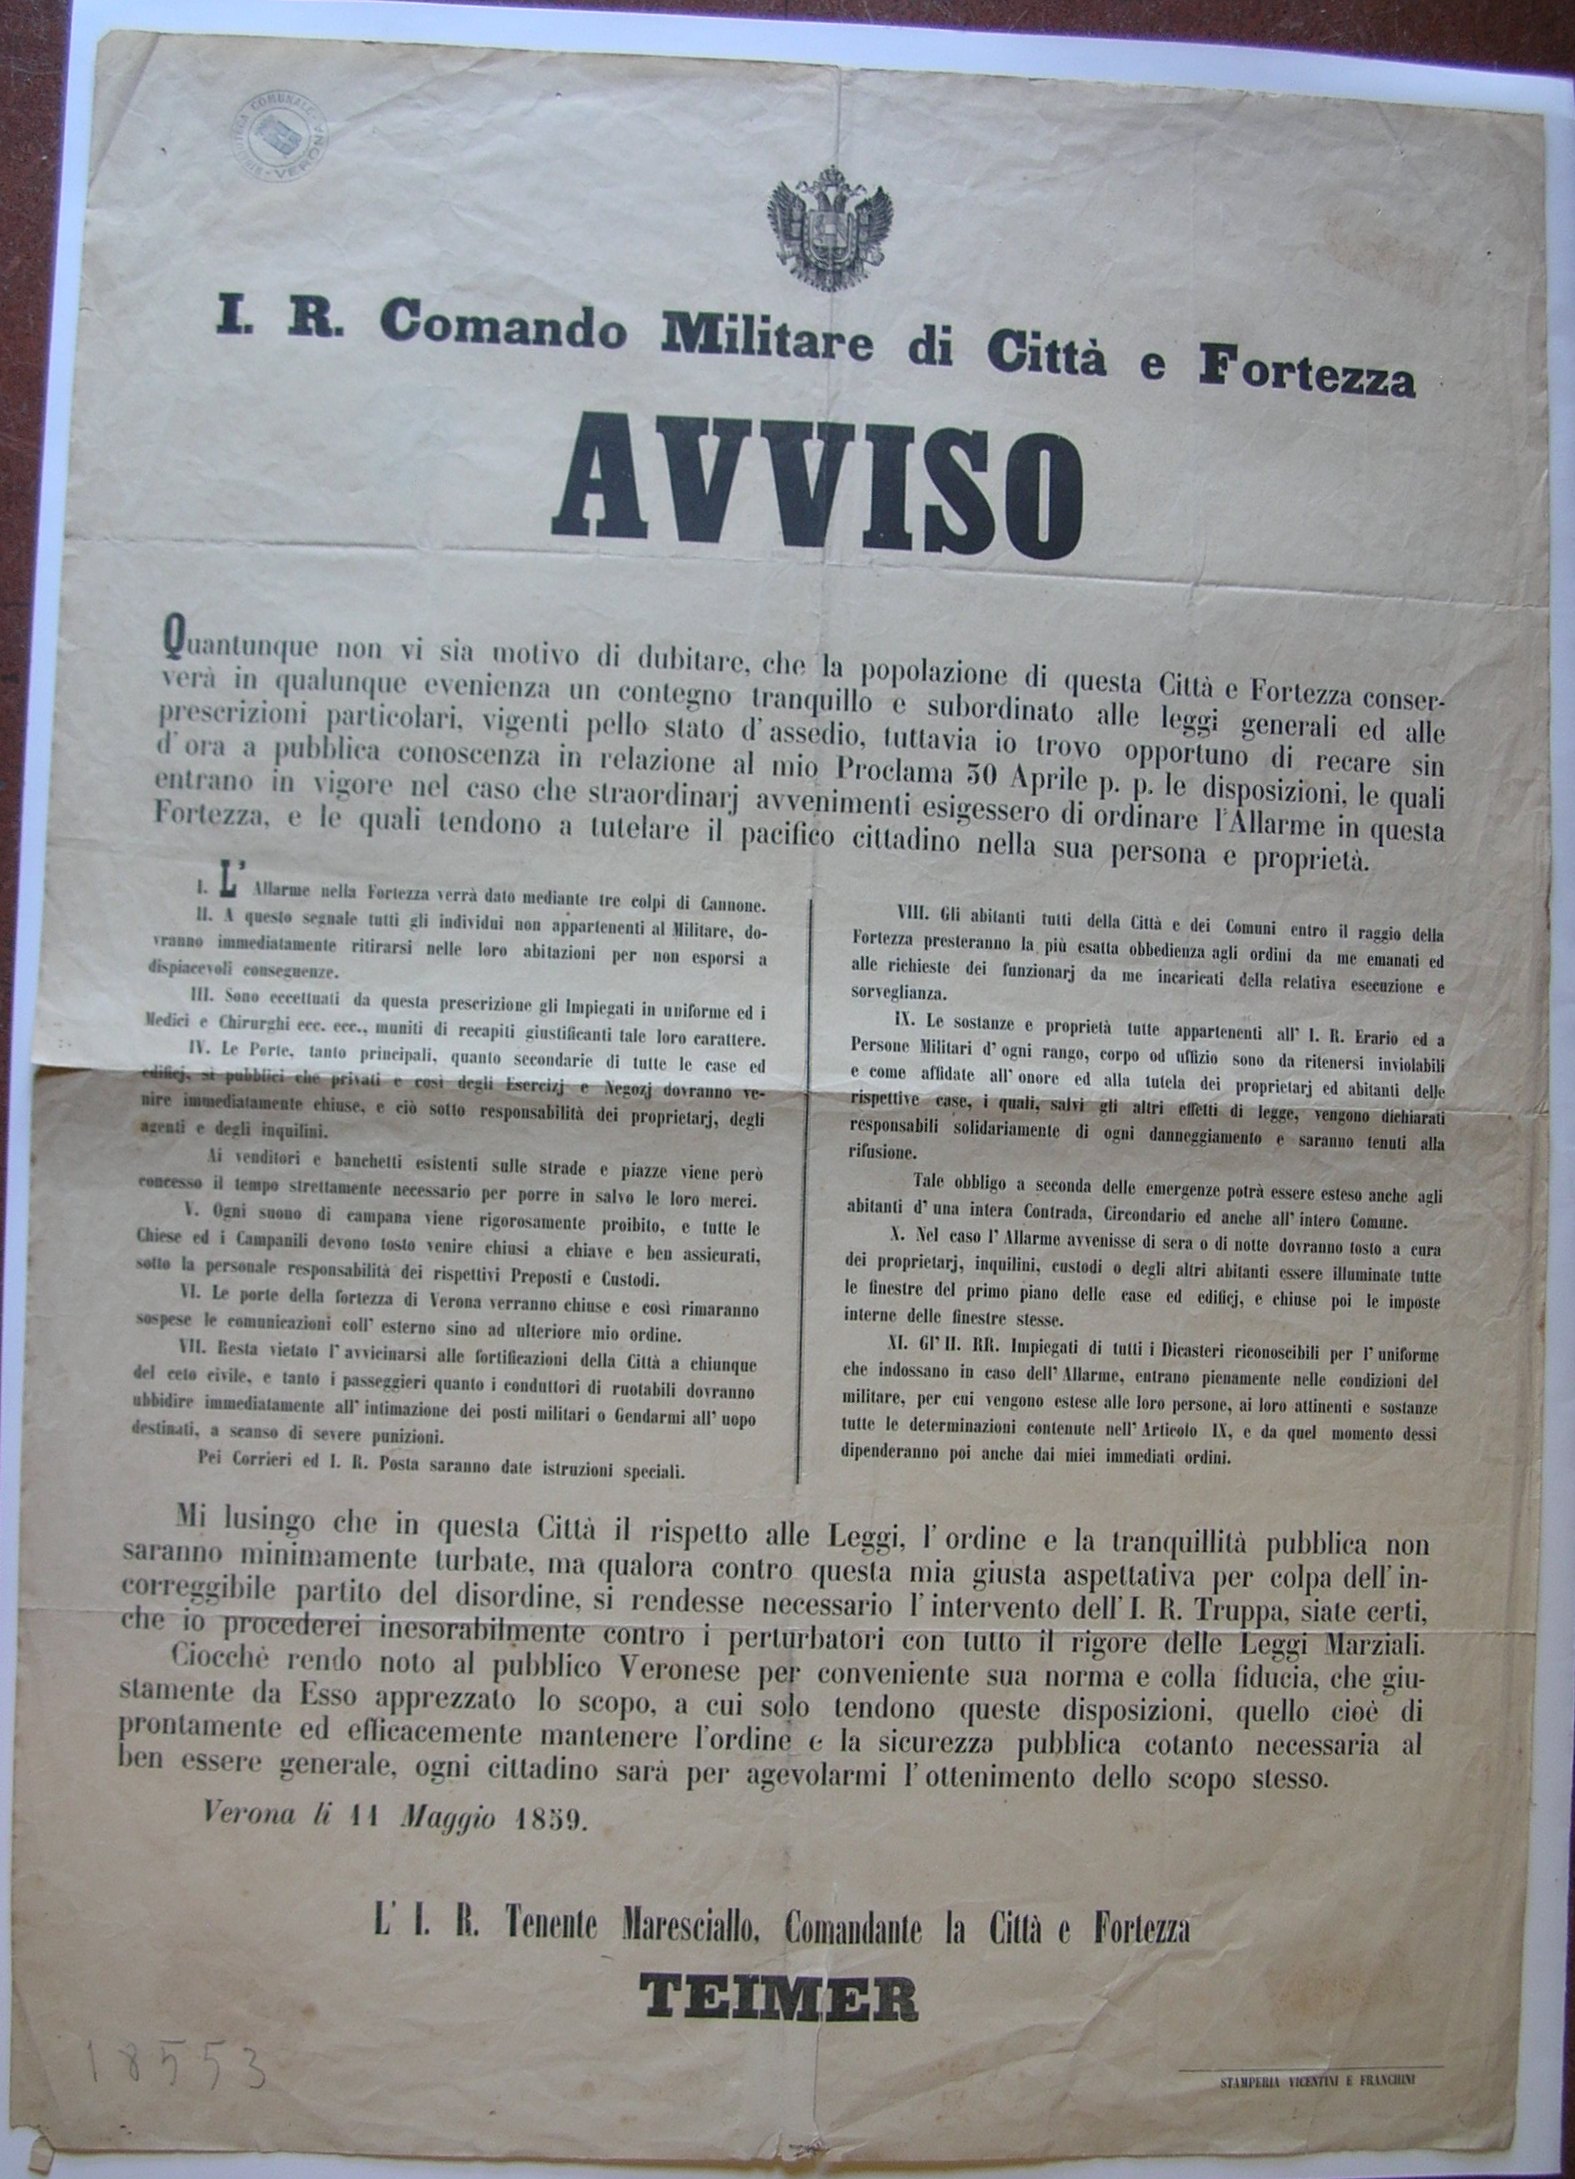 BIBLIOTECA COMUNALE - VERONA -
I. R. Comando Militare di Città e Fortezza
AVVISO
Quantunque non vi sia motivo di dubitare, che la popolazione di questa Città e Fortezza conser-
verà in qualunque evenienza un contegno tranquillo e subordinato alle leggi generali ed alle
prescrizioni particolari, vigenti pello stato d'assedio, tuttavia io trovo opportuno di recare sin
d'ora a pubblica conoscenza in relazione al mio Proclama 30 Aprile p. p. le disposizioni, le quali
entrano in vigore nel caso che straordinarj avvenimenti esigessero di ordinare l'Allarme in questa
Fortezza, e le quali tendono a tutelare il pacifico cittadino nella sua persona e proprietà.
I. L' Allarme nella Fortezza verrà dato mediante tre colpi di Cannone.
II. A questo segnale tutti gli individui non appartenenti al Militare, do-
vranno immediatamente ritirarsi nelle loro abitazioni per non esporsi a
dispiacevoli conseguenze.
III. Sono eccettuati da questa prescrizione gli Impiegati in uniforme ed i
Medici e Chirurghi ecc. ecc., muniti di recapiti giustificanti tale loro carattere.
IV. Le Porte, tanto principali, quanto secondarie di tutte le case ed
edificj, si pubblici che privati e così degli Esercizj e Negozj dovranno ve-
nire immediatamente chiuse, e ciò sotto responsabilità dei proprietarj, degli
agenti e degli inquilini.
Ai venditori e banchetti esistenti sulle strade e piazze viene però
concesso il tempo strettamente necessario per porre in salvo le loro merci.
V. Ogni suono di campana viene rigorosamente proibito, e tutte le
Chiese ed i Campanili devono tosto venire chiusi a chiave e ben assicurati,
sotto la personale responsabilità dei rispettivi Preposti e Custodi.
VI. Le porte della fortezza di Verona verranno chiuse e così rimaranno
sospese le comunicazioni coll' esterno sino ad ulteriore mio ordine.
VII. Resta vietato l'avvicinarsi alle fortificazioni della Città a chiunque
del ceto civile, e tanto i passeggieri quanto i conduttori di ruotabili dovranno
ubbidire immediatamente all' intimazione dei posti militari o Gendarmi all' uopo
destinati, a scanso di severe punizioni.
Pei Corrieri ed I. R. Posta saranno date istruzioni speciali.
VIII. Gli abitanti tutti della Città e dei Comuni entro il raggio della
Fortezza presteranno la più esatta obbedienza agli ordini da me emanati ed
alle richieste dei funzionarj da me incaricati della relativa esecuzione e
sorveglianza.
IX. Le sostanze e proprietà tutte appartenenti all' I. R. Erario ed a
Persone Militari d' ogni rango, corpo od uffizio sono da ritenersi inviolabili
e come affidate all' onore ed alla tutela dei proprietarj ed abitanti delle
rispettive case, i quali, salvi gli altri effetti di legge, vengono dichiarati
responsabili solidariamente di ogni danneggiamento e saranno tenuti alla
rifusione.
Tale obbligo a seconda delle emergenze potrà essere esteso anche agli
abitanti d' una intera Contrada, Circondario ed anche all' intero Comune.
X. Nel caso l' Allarme avvenisse di sera o di notte dovranno tosto a cura
dei proprietarj, inquilini, custodi o degli altri abitanti essere illuminate tutte
le finestre del primo piano delle case ed edificj, e chiuse poi le imposte
interne delle finestre stesse.
XI. Gl' II. RR. Impiegati di tutti i Dicasteri riconoscibili per l' uniforme
che indossano in caso dell' Allarme, entrano pienamente nelle condizioni del
militare, per cui vengono estese alle loro persone, ai loro attinenti e sostanze
tutte le determinazioni contenute nell' Articolo IX, e da quel momento dessi
dipenderanno poi anche dai miei immediati ordini.
Mi lusingo che in questa Città il rispetto alle Leggi, l' ordine e la tranquillità pubblica non
saranno minimamente turbate, ma qualora contro questa mia giusta aspettativa per colpa dell' in-
correggibile partito del disordine, si rendesse necessario l' intervento dell' I. R. Truppa, siate certi,
che io procederei inesorabilmente contro i perturbatori con tutto il rigore delle Leggi Marziali.
Ciocchè rendo noto al pubblico Veronese per conveniente sua norma e colla fiducia, che giu-
stamente da Esso apprezzato lo scopo, a cui solo tendono queste disposizioni, quello cioè di
prontamente ed efficacemente mantenere l'ordine e la sicurezza pubblica cotanto necessaria al
ben essere generale, ogni cittadino sarà per agevolarmi l' ottenimento dello scopo stesso.
Verona li 11 Maggio 1859.
L' I. R. Tenente Maresciallo, Comandante la Città e Fortezza
TEIMER
18553
STAMPERIA VICENTINI E FRANCHINI